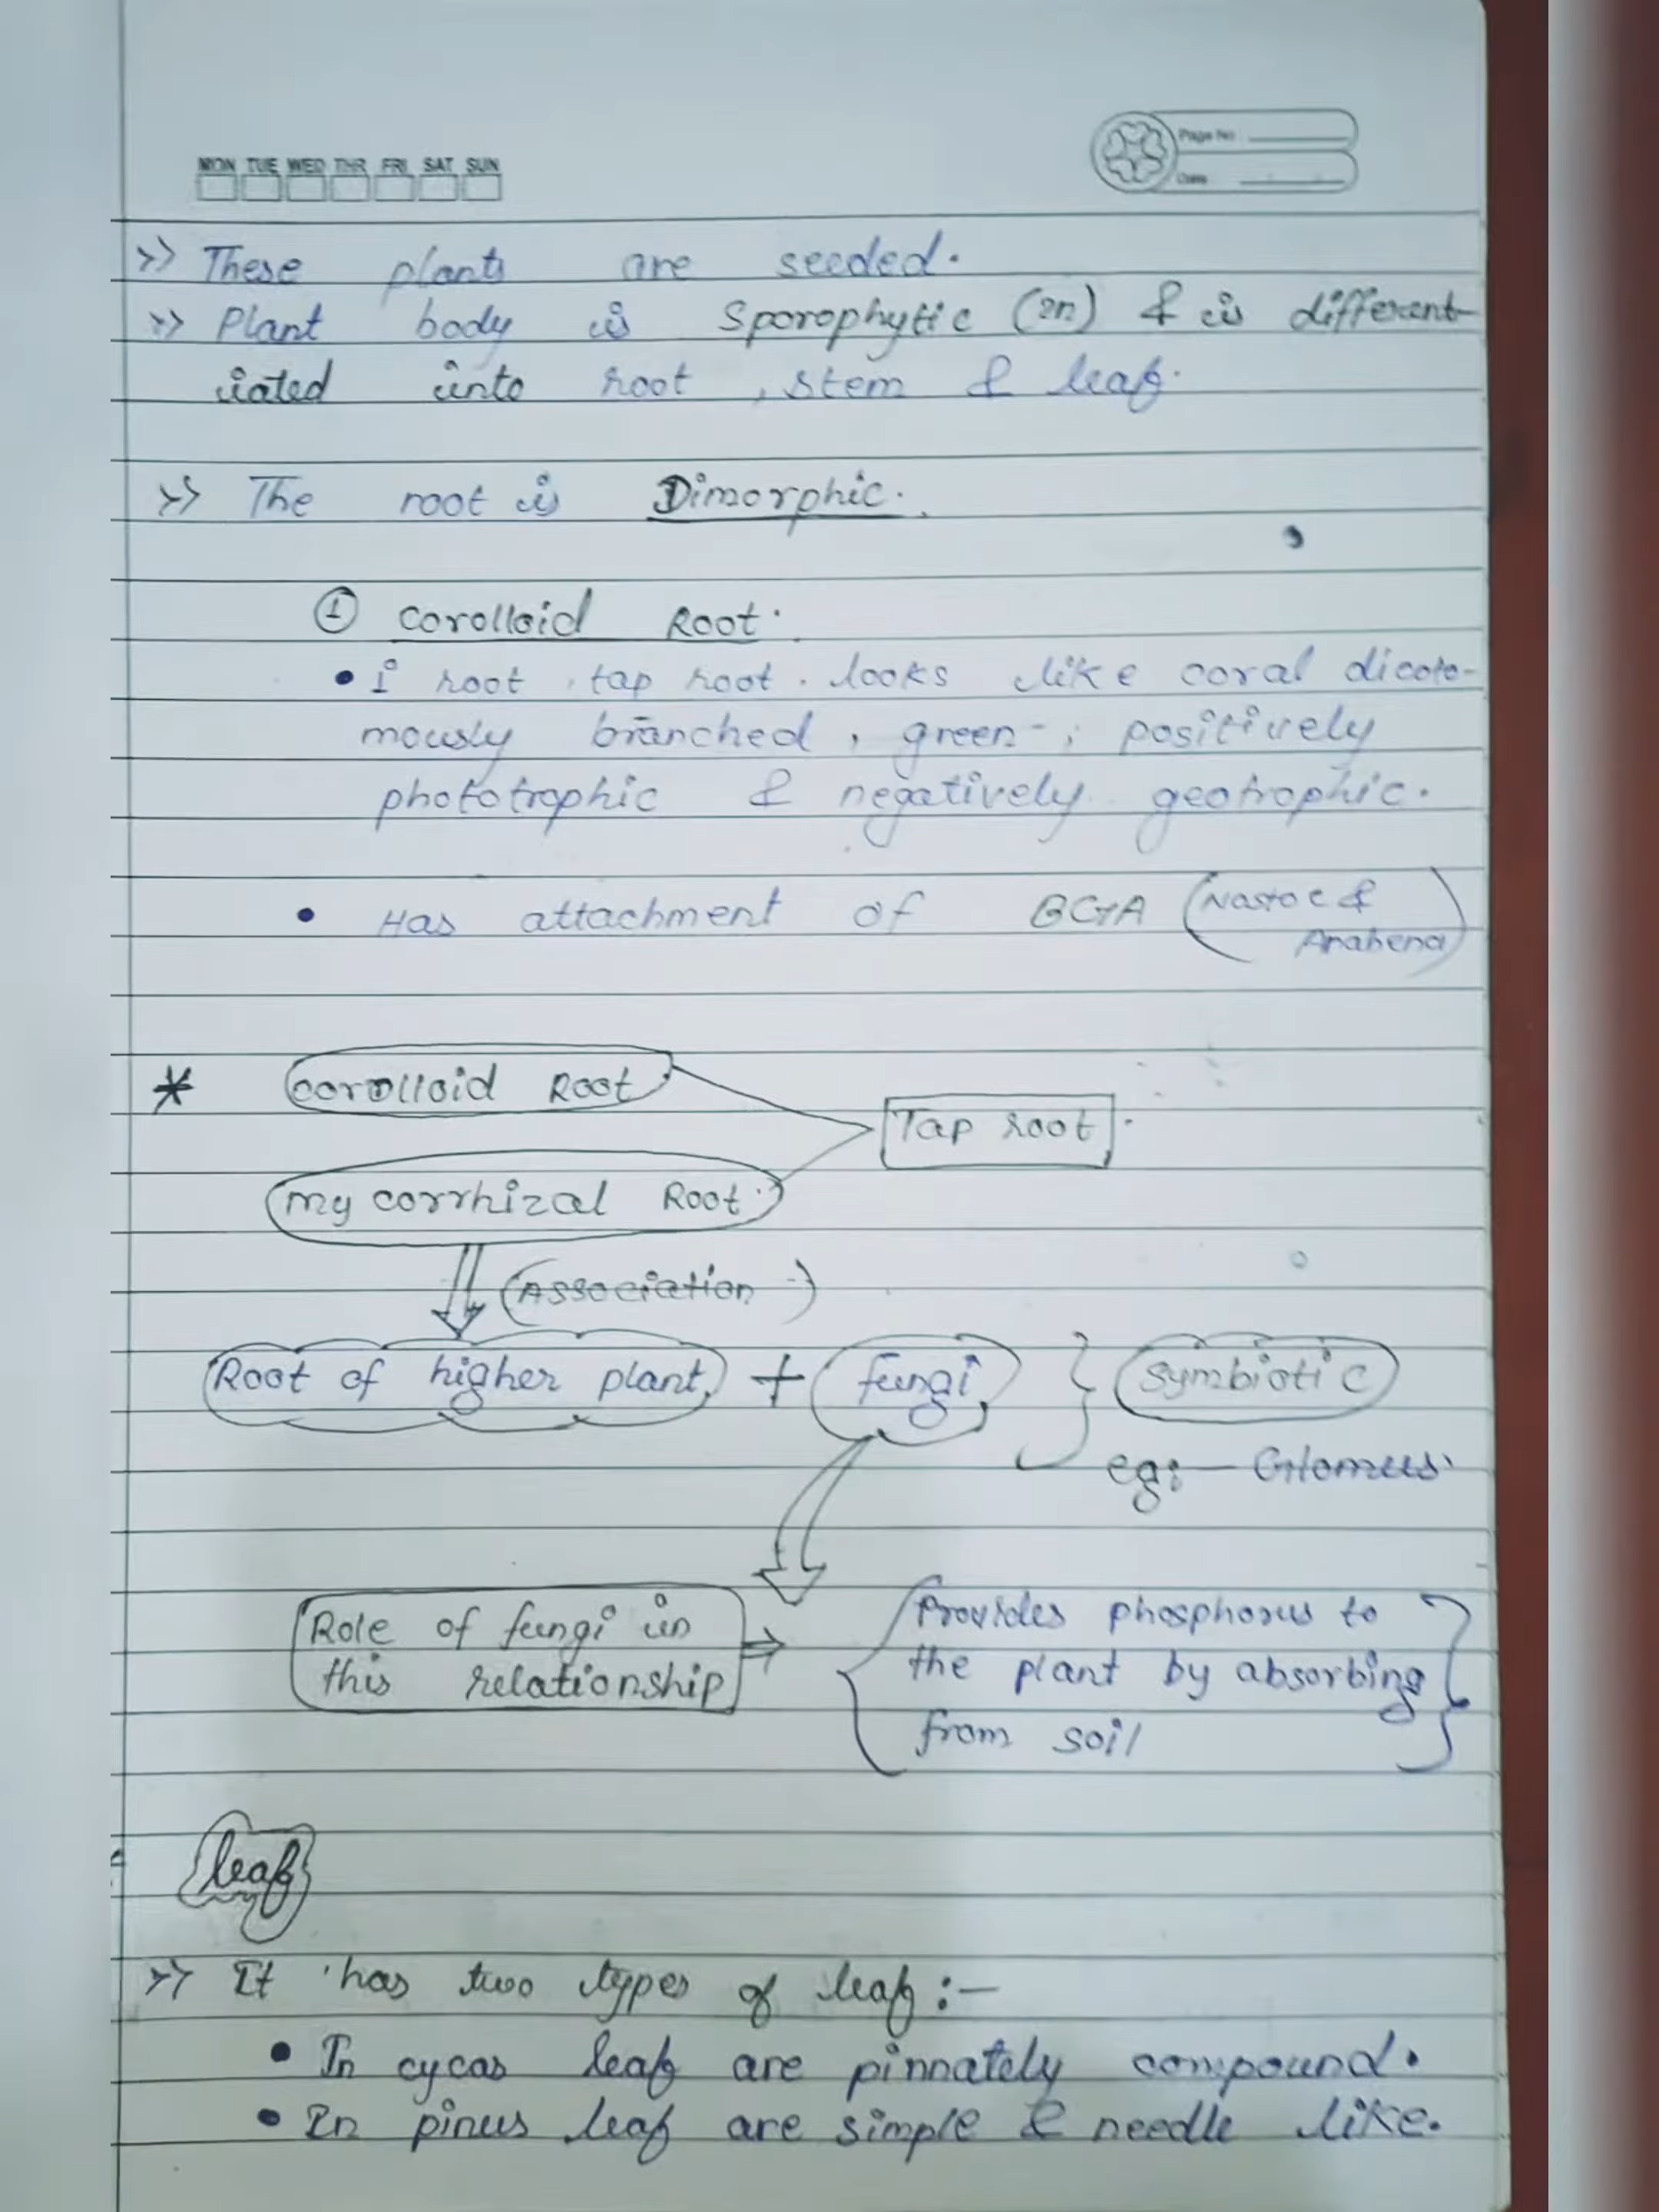 MON TUE WED THR FRI SAT SUN
Page No
Date
>> These plants are seeded.
>> Plant body is Sporophytic (2n) & is different-
iated into root, stem & leaf.
>> The root is Dimorphic.
① Corolloid Root.
• 1° root, tap root. looks like coral dicoto-
mously branched, green, positively
phototrophic & negatively geotrophic.
• Has attachment of BGA (Nastoc &
Anabena)
* Corolloid Root
Tap root.
mycorrhizal Root.
(Association)
Root of higher plant + fungi } Symbiotic
eg:- Glomus.
Role of fungi in
this relationship
⇒ { Provides phosphorus to
the plant by absorbing
from soil }
leaf
>> It has two types of leaf:-
• In cycas leaf are pinnately compound.
• In pinus leaf are simple & needle like.